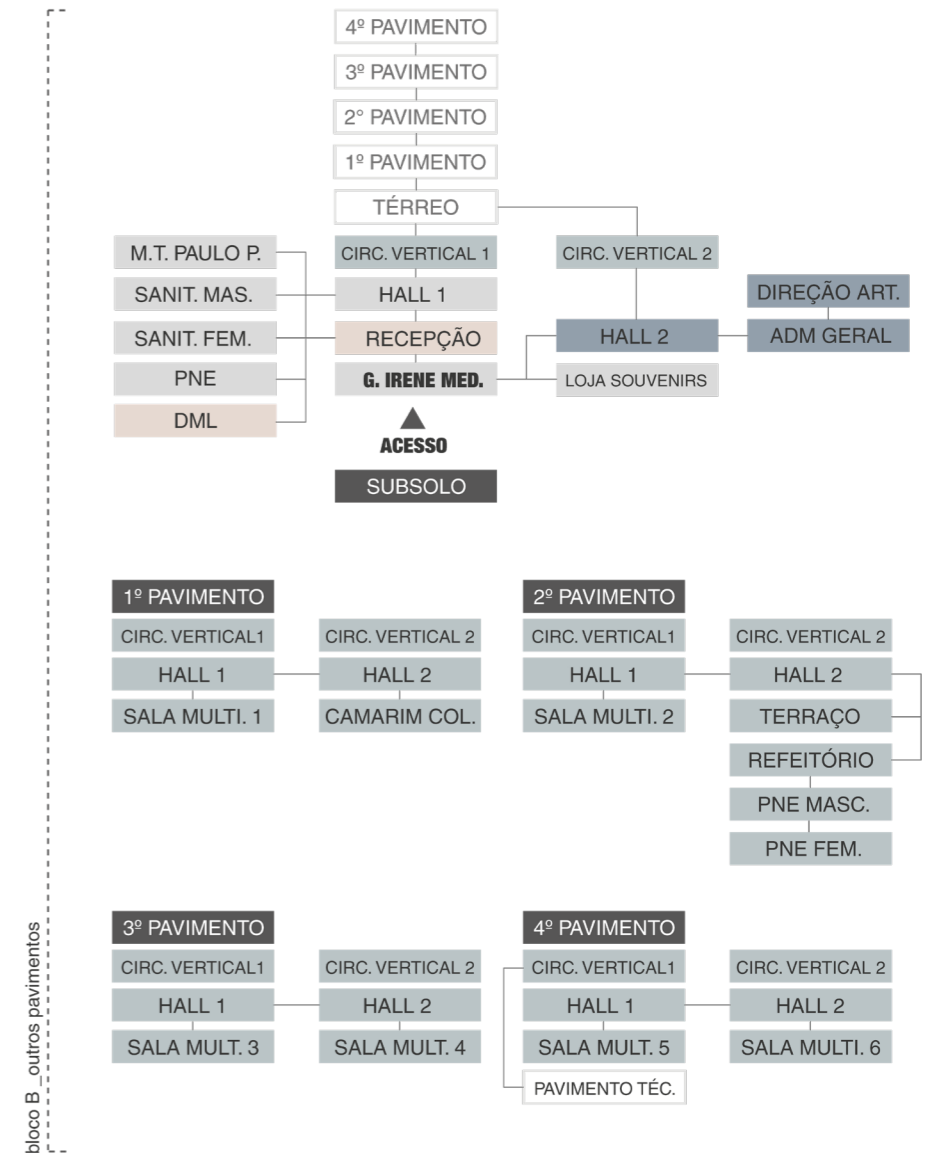 4º PAVIMENTO
3º PAVIMENTO
2° PAVIMENTO
1º PAVIMENTO
TÉRREO
M.T. PAULO P.
CIRC. VERTICAL 1
CIRC. VERTICAL 2
SANIT. MAS.
HALL 1
DIREÇÃO ART.
SANIT. FEM.
RECEPÇÃO
HALL 2
ADM GERAL
PNE
G. IRENE MED.
LOJA SOUVENIRS
DML
ACESSO
SUBSOLO
1º PAVIMENTO
CIRC. VERTICAL1
CIRC. VERTICAL 2
HALL 1
HALL 2
SALA MULTI. 1
CAMARIM COL.
2º PAVIMENTO
CIRC. VERTICAL1
CIRC. VERTICAL 2
HALL 1
HALL 2
SALA MULTI. 2
TERRAÇO
REFEITÓRIO
PNE MASC.
PNE FEM.
3º PAVIMENTO
CIRC. VERTICAL1
CIRC. VERTICAL 2
HALL 1
HALL 2
SALA MULT. 3
SALA MULT. 4
4º PAVIMENTO
CIRC. VERTICAL1
CIRC. VERTICAL 2
HALL 1
HALL 2
SALA MULT. 5
SALA MULTI. 6
PAVIMENTO TÉC.
bloco B _outros pavimentos